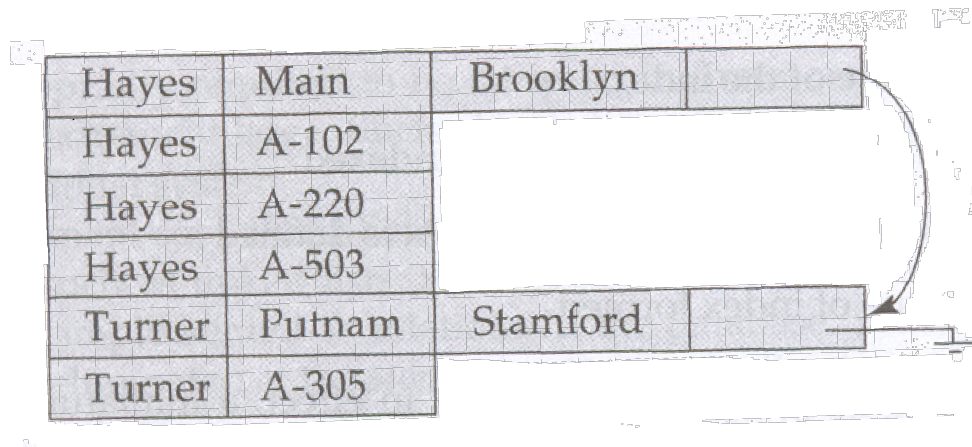 Hayes Main Brooklyn
Hayes A-102
Hayes A-220
Hayes A-503
Turner Putnam Stamford
Turner A-305